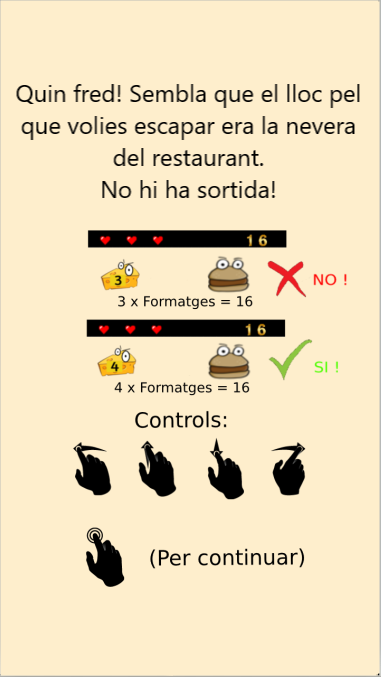 Quin fred! Sembla que el lloc pel
que volies escapar era la nevera
del restaurant.
No hi ha sortida!
16
3
NO !
3 x Formatges = 16
16
4
SI !
4 x Formatges = 16
Controls:
(Per continuar)